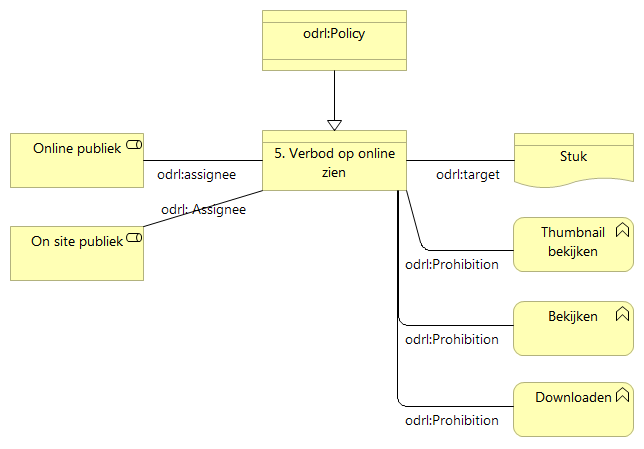 odrl:Policy
Online publiek
5. Verbod op online
zien
Stuk
odrl:assignee
odrl:target
odrl: Assignee
On site publiek
Thumbnail
bekijken
odrl:Prohibition
Bekijken
odrl:Prohibition
Downloaden
odrl:Prohibition